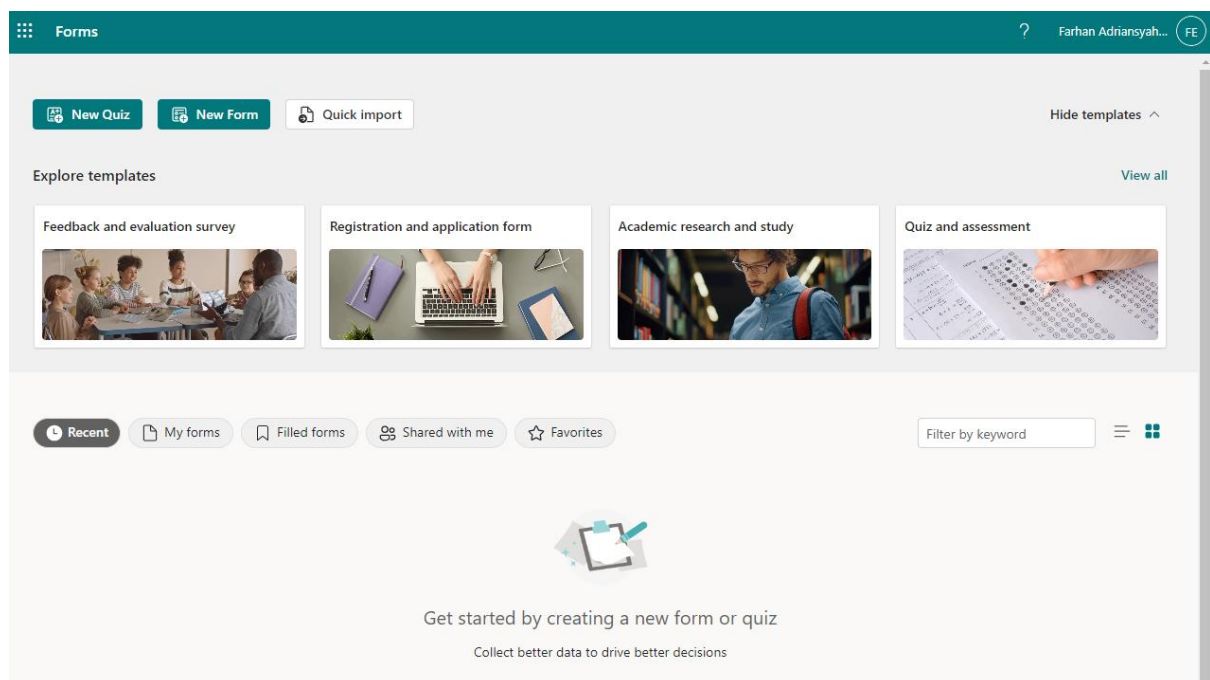 Forms
? Farhan Adriansyah... FE
New Quiz New Form Quick import Hide templates
Explore templates View all
Feedback and evaluation survey Registration and application form Academic research and study Quiz and assessment
Recent My forms Filled forms Shared with me Favorites Filter by keyword
Get started by creating a new form or quiz
Collect better data to drive better decisions